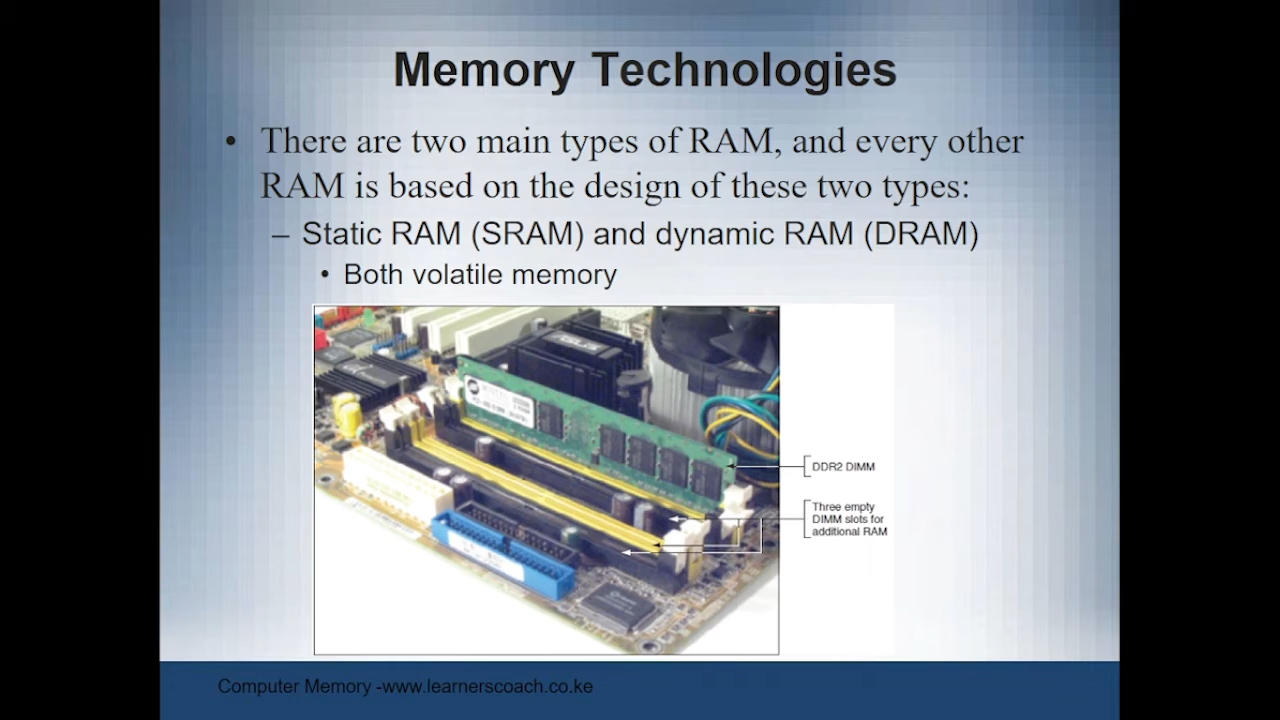 Memory Technologies
• There are two main types of RAM, and every other
RAM is based on the design of these two types:
– Static RAM (SRAM) and dynamic RAM (DRAM)
• Both volatile memory
DDR2 DIMM
Three empty
DIMM slots for
additional RAM
Computer Memory -www.learnerscoach.co.ke